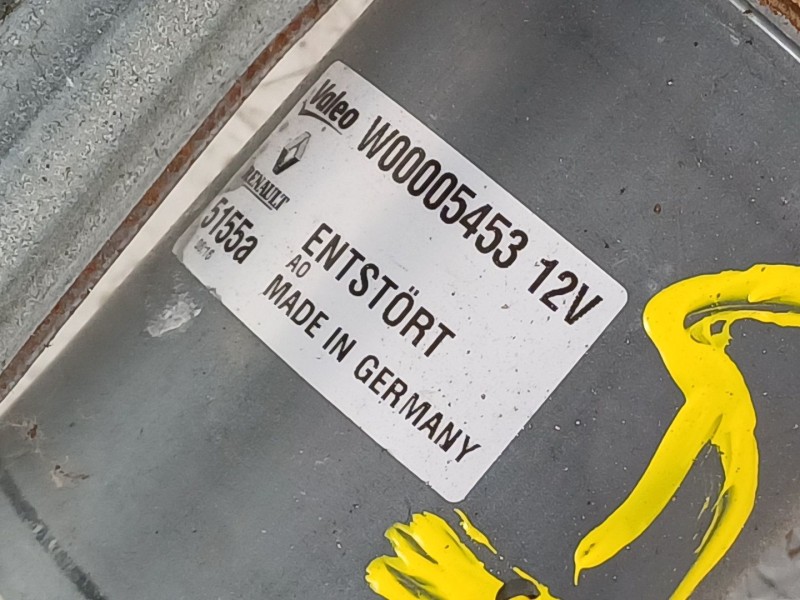 Valeo
W00005453 12V
RENAULT
5155a
ENTSTÖRT
AO
MADE IN GERMANY